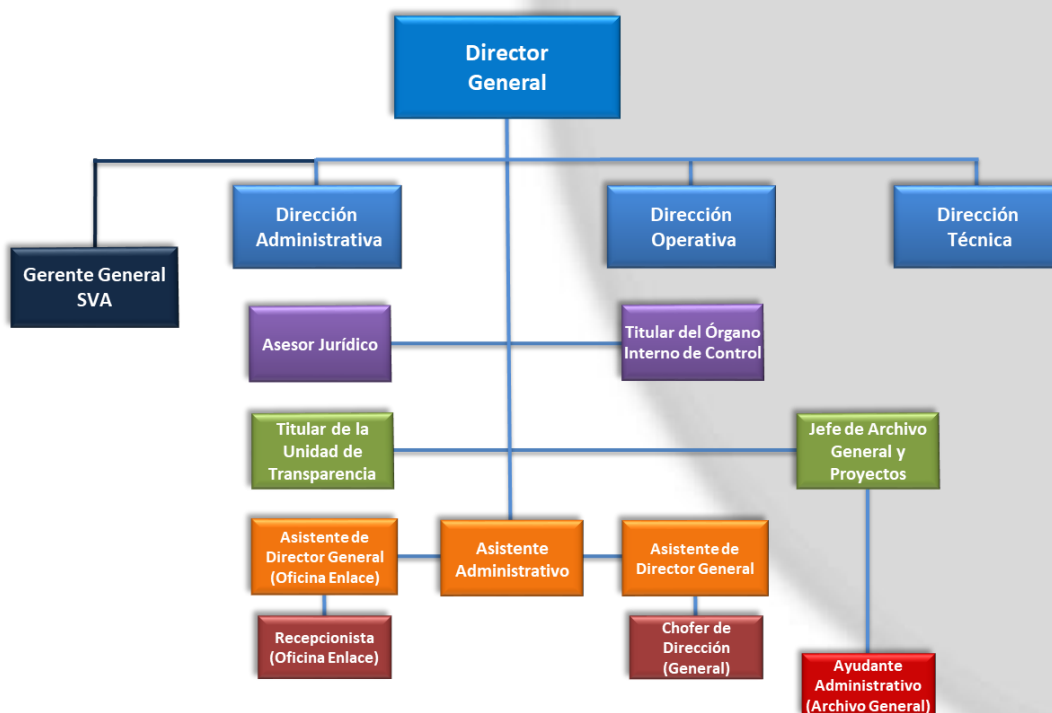 Director
General
Dirección
Administrativa
Dirección
Operativa
Dirección
Técnica
Gerente General
SVA
Asesor Jurídico
Titular del Órgano
Interno de Control
Titular de la
Unidad de
Transparencia
Jefe de Archivo
General y
Proyectos
Asistente de
Director General
(Oficina Enlace)
Asistente
Administrativo
Asistente de
Director General
Recepcionista
(Oficina Enlace)
Chofer de
Dirección
(General)
Ayudante
Administrativo
(Archivo General)